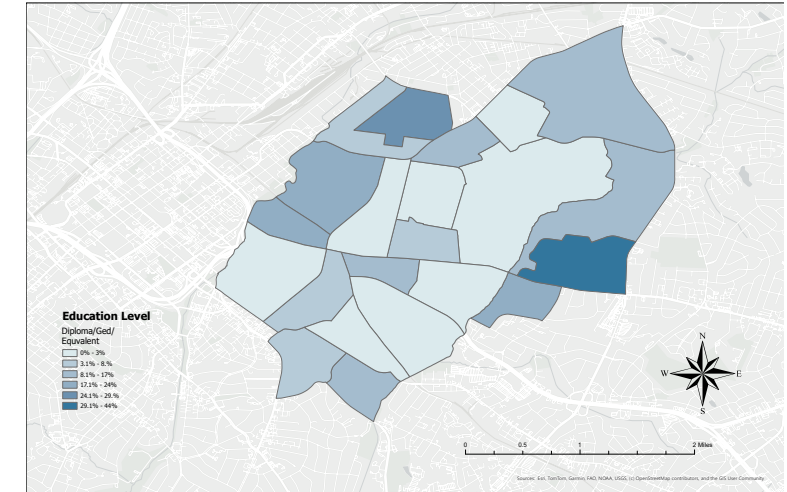 Education Level
Diploma/Ged/
Equvalent
0% - 3%
3.1% - 8.%
8.1% - 17%
17.1% - 24%
24.1% - 29.%
29.1% - 44%
N
W
E
S
0 0.5 1 2 Miles
Sources: Esri, TomTom, Garmin, FAO, NOAA, USGS, (c) OpenStreetMap contributors, and the GIS User Community